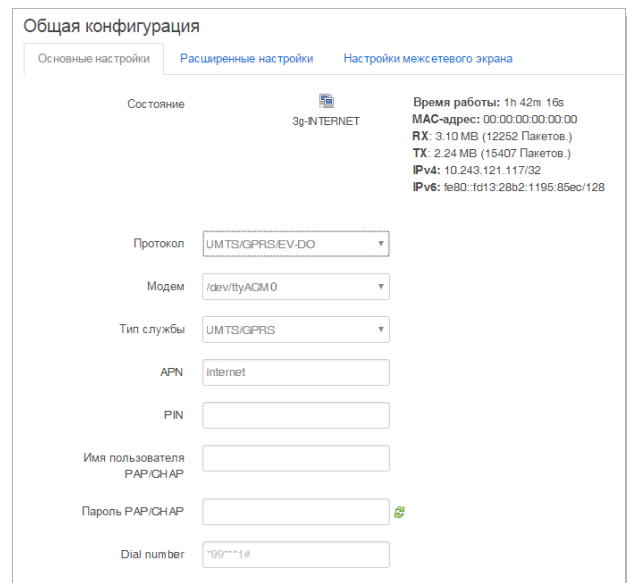 Общая конфигурация
Основные настройки Расширенные настройки Настройки межсетевого экрана
Состояние
3g-INTERNET
Время работы: 1h 42m 16s
MAC-адрес: 00:00:00:00:00:00
RX: 3.10 MB (12252 Пакетов.)
TX: 2.24 MB (15407 Пакетов.)
IPv4: 10.243.121.117/32
IPv6: fe80::fd13:28b2:1195:85ec/128
Протокол UMTS/GPRS/EV-DO
Модем /dev/ttyACM0
Тип службы UMTS/GPRS
APN internet
PIN
Имя пользователя
PAP/CHAP
Пароль PAP/CHAP
Dial number *99***1#